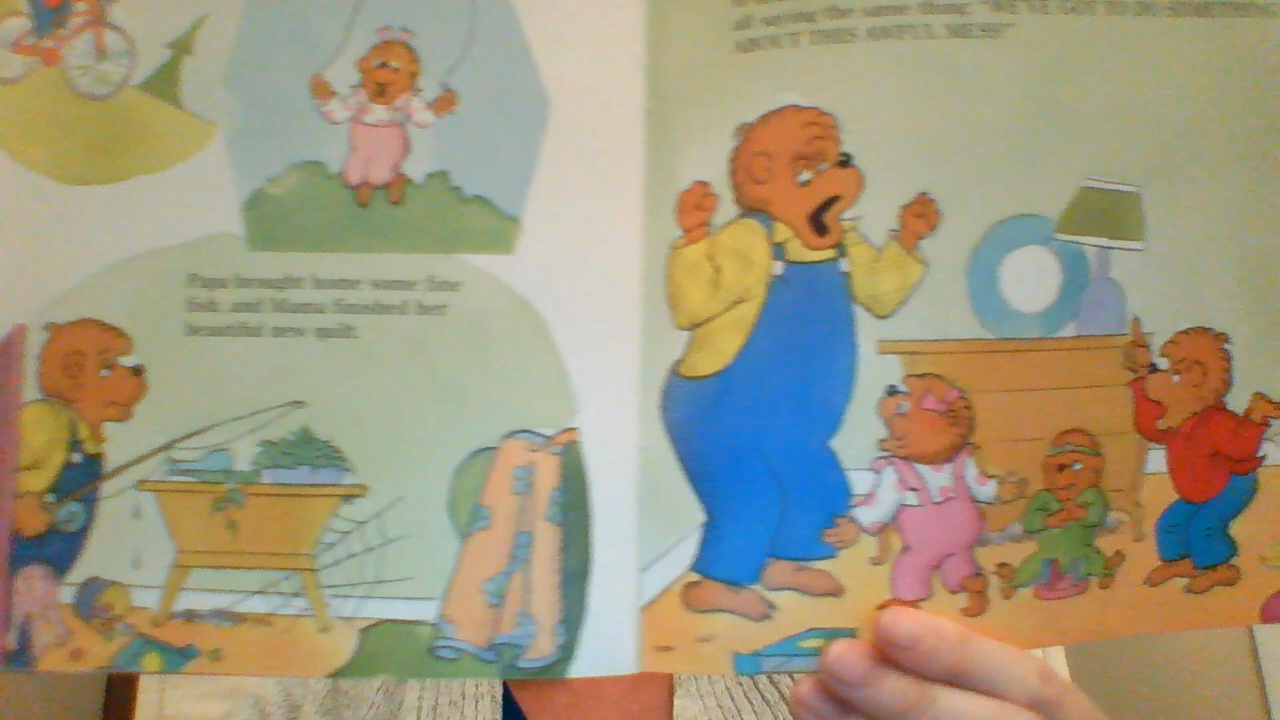 Papa brought home some fine
fish and Mama finished her
beautiful new quilt.
all saying the same thing: "WE'VE GOT TO DO SOMETHING
ABOUT THIS AWFUL MESS!"